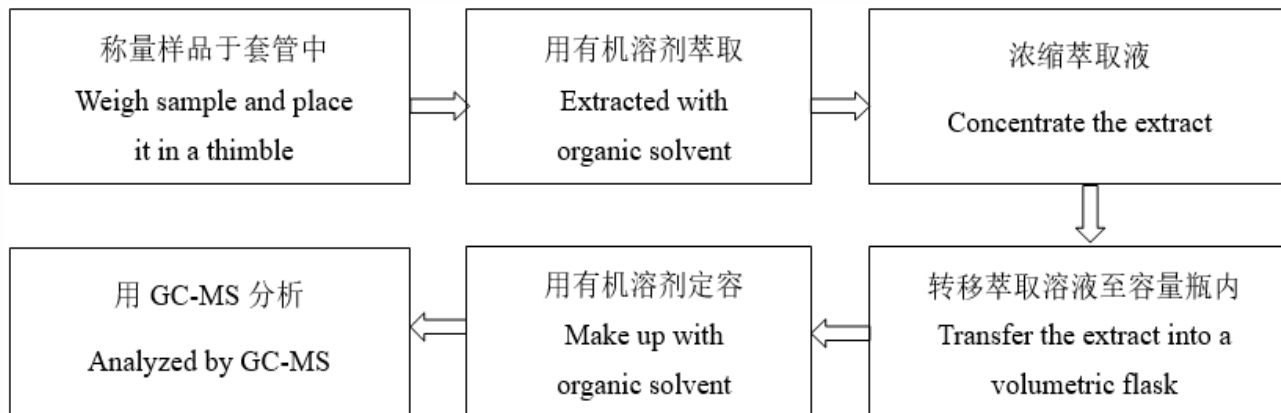 称量样品于套管中
Weigh sample and place
it in a thimble
用有机溶剂萃取
Extracted with
organic solvent
浓缩萃取液
Concentrate the extract
转移萃取溶液至容量瓶内
Transfer the extract into a
volumetric flask
用有机溶剂定容
Make up with
organic solvent
用 GC-MS 分析
Analyzed by GC-MS